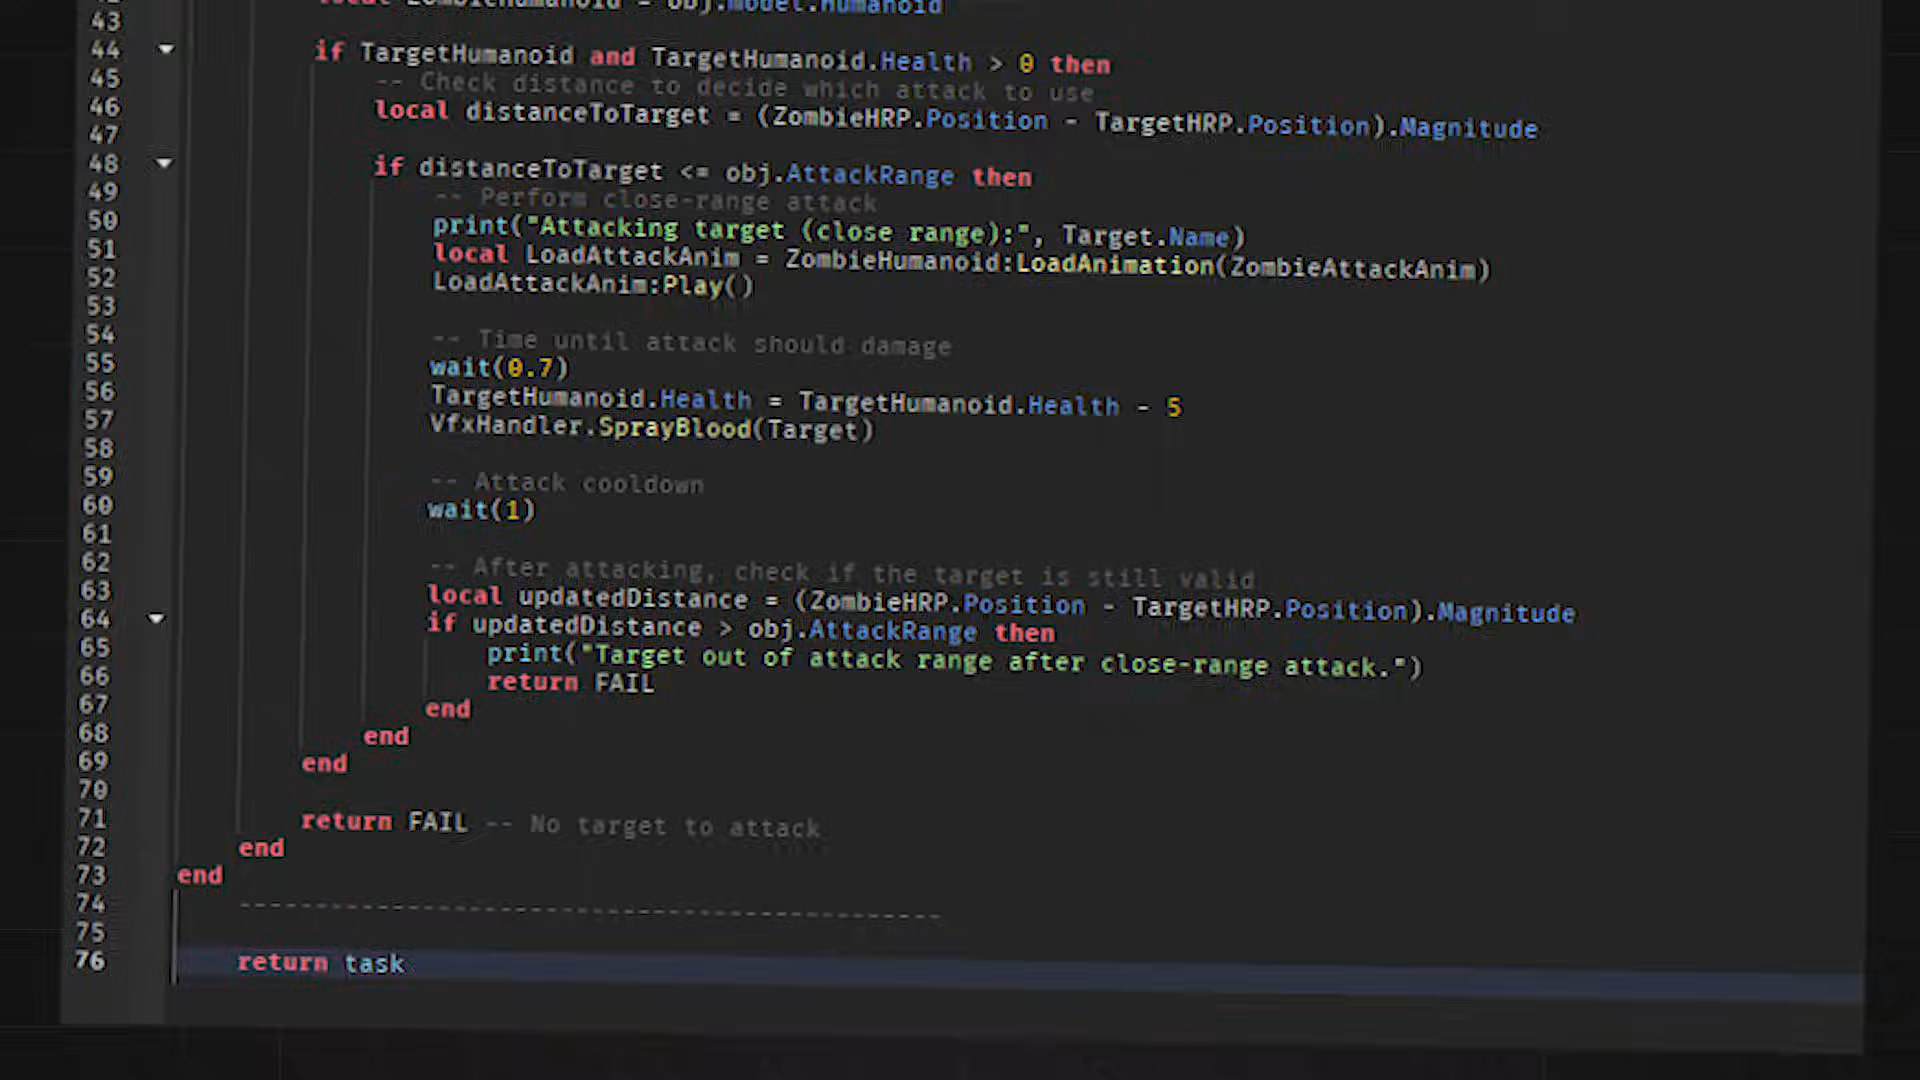 43
44 if TargetHumanoid and TargetHumanoid.Health > 0 then
45 -- Check distance to decide which attack to use
46 local distanceToTarget = (ZombieHRP.Position - TargetHRP.Position).Magnitude
47
48 if distanceToTarget <= obj.AttackRange then
49 -- Perform close-range attack
50 print("Attacking target (close range):", Target.Name)
51 local LoadAttackAnim = ZombieHumanoid:LoadAnimation(ZombieAttackAnim)
52 LoadAttackAnim:Play()
53
54 -- Time until attack should damage
55 wait(0.7)
56 TargetHumanoid.Health = TargetHumanoid.Health - 5
57 VfxHandler.SprayBlood(Target)
58
59 -- Attack cooldown
60 wait(1)
61
62 -- After attacking, check if the target is still valid
63 local updatedDistance = (ZombieHRP.Position - TargetHRP.Position).Magnitude
64 if updatedDistance > obj.AttackRange then
65 print("Target out of attack range after close-range attack.")
66 return FAIL
67 end
68 end
69 end
70
71 return FAIL -- No target to attack
72 end
73 end
74 ----------------------------------------------
75
76 return task